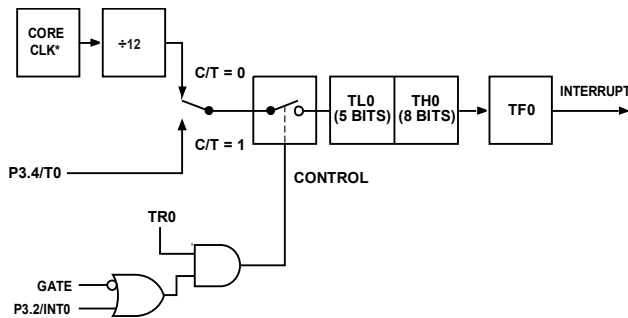 CORE
CLK*
÷12
C/T = 0
C/T = 1
P3.4/T0
TL0
(5 BITS)
TH0
(8 BITS)
TF0
INTERRUPT
CONTROL
TR0
GATE
P3.2/INT0